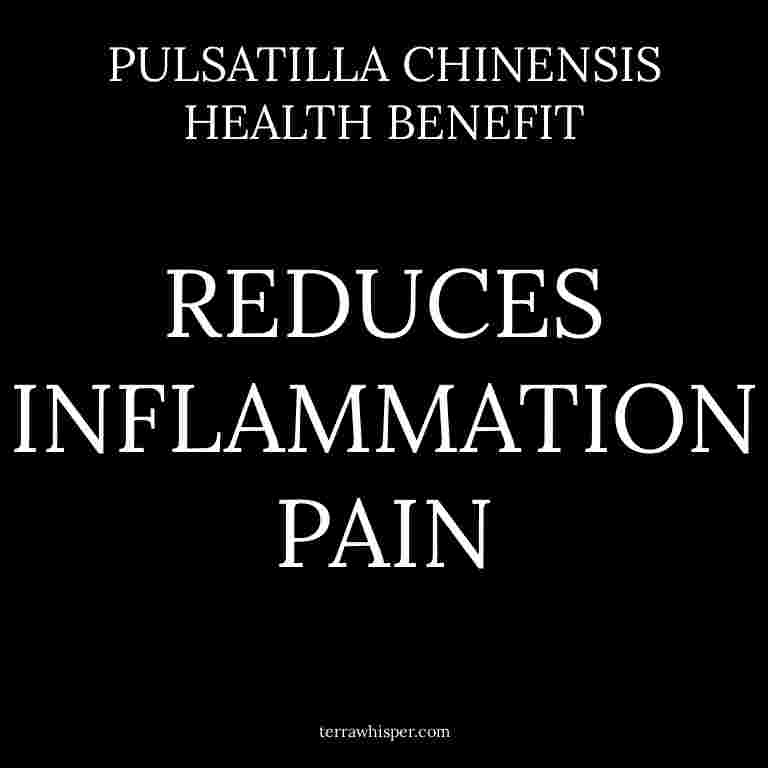 PULSATILLA CHINENSIS
HEALTH BENEFIT
REDUCES
INFLAMMATION
PAIN
terrawhisper.com